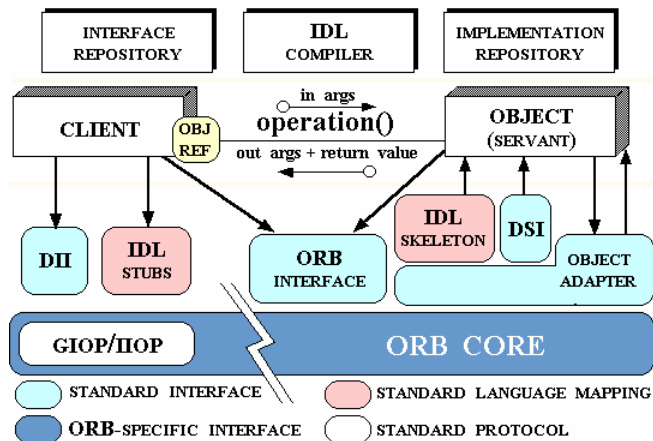 INTERFACE
REPOSITORY
IDL
COMPILER
IMPLEMENTATION
REPOSITORY
CLIENT
OBJ
REF
in args
operation()
out args + return value
OBJECT
(SERVANT)
DII
IDL
STUBS
ORB
INTERFACE
IDL
SKELETON
DSI
OBJECT
ADAPTER
GIOP/IIOP
ORB CORE
STANDARD INTERFACE
STANDARD LANGUAGE MAPPING
ORB-SPECIFIC INTERFACE
STANDARD PROTOCOL